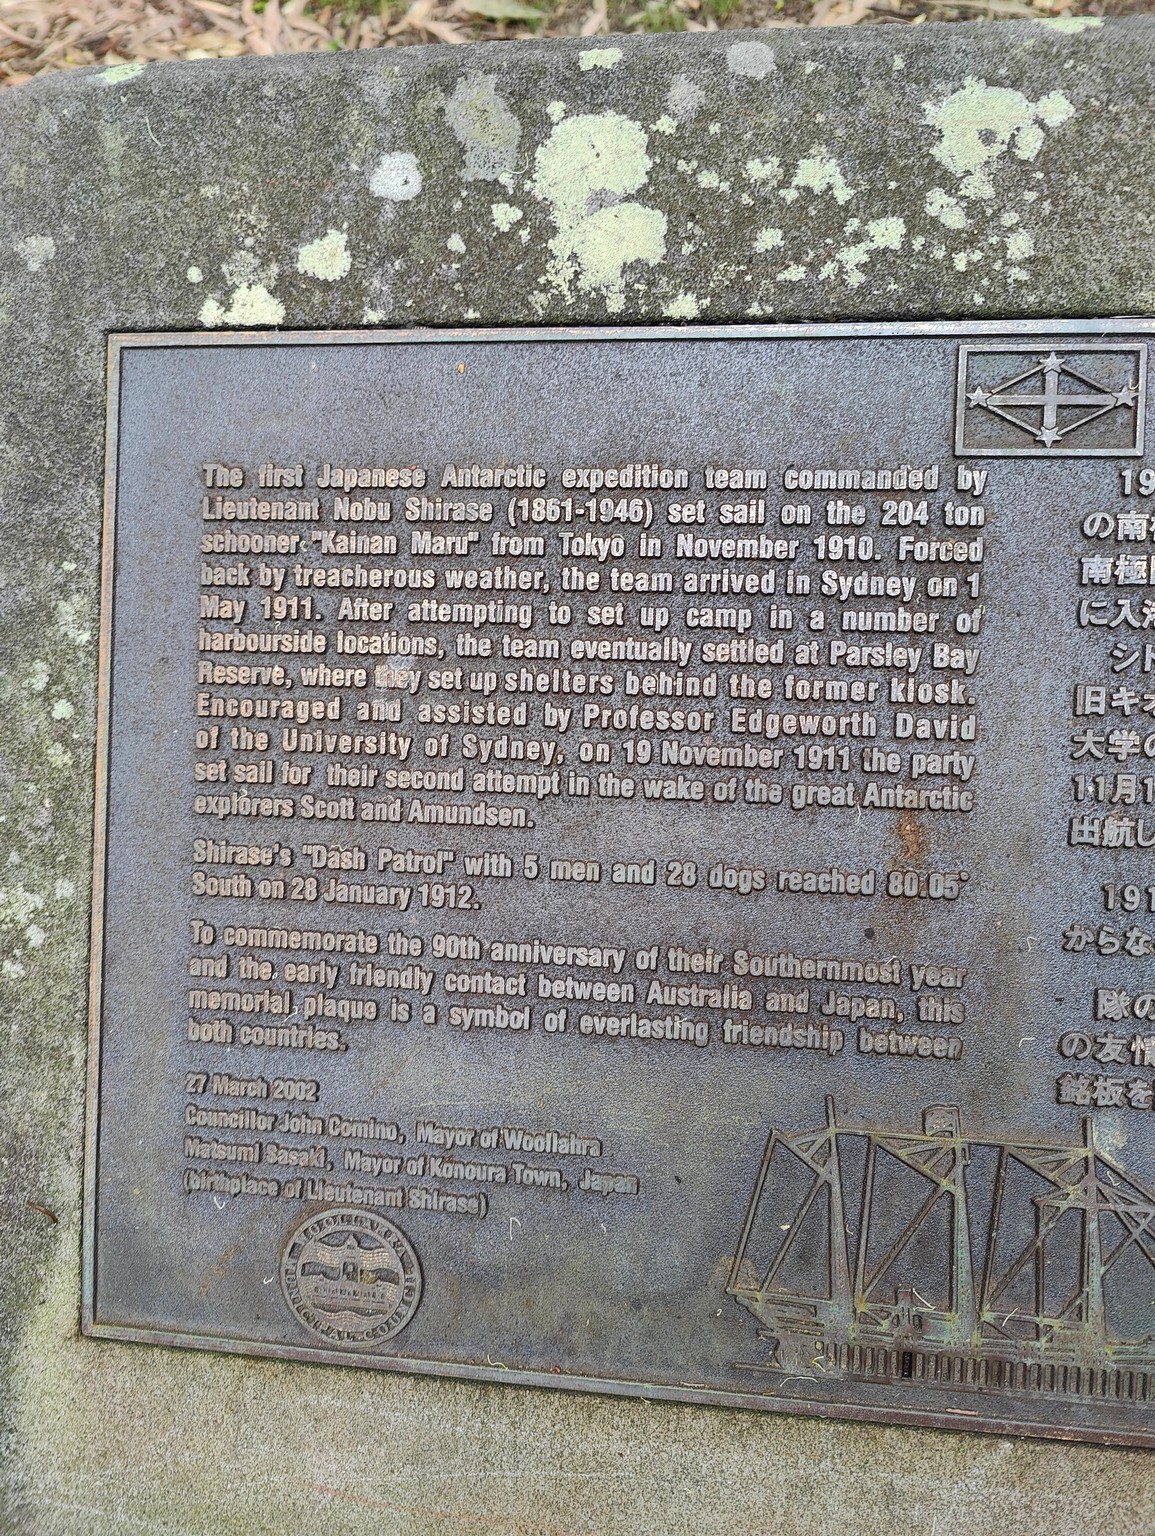 The first Japanese Antarctic expedition team commanded by
Lieutenant Nobu Shirase (1861-1946) set sail on the 204 ton
schooner "Kainan Maru" from Tokyo in November 1910. Forced
back by treacherous weather, the team arrived in Sydney on 1
May 1911. After attempting to set up camp in a number of
harbourside locations, the team eventually settled at Parsley Bay
Reserve, where they set up shelters behind the former kiosk.
Encouraged and assisted by Professor Edgeworth David
of the University of Sydney, on 19 November 1911 the party
set sail for their second attempt in the wake of the great Antarctic
explorers Scott and Amundsen.
Shirase's "Dash Patrol" with 5 men and 28 dogs reached 80.05°
South on 28 January 1912.
To commemorate the 90th anniversary of their Southernmost year
and the early friendly contact between Australia and Japan, this
memorial plaque is a symbol of everlasting friendship between
both countries.
27 March 2002
Councillor John Comino, Mayor of Woollahra
Matsumi Sasaki, Mayor of Konoura Town, Japan
(birthplace of Lieutenant Shirase)
WOOLLAHRA MUNICIPAL COUNCIL
19
の南
南極
に入
シド
旧キオ
大学の
11月1
出航し
191
からな
隊の
の友情
銘板を